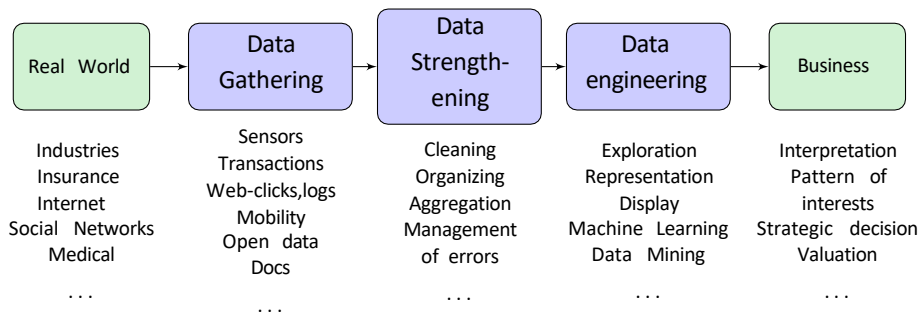 Real World
Data
Gathering
Data
Strength-
ening
Data
engineering
Business
Industries
Insurance
Internet
Social Networks
Medical
...
Sensors
Transactions
Web-clicks,logs
Mobility
Open data
Docs
...
Cleaning
Organizing
Aggregation
Management
of errors
...
Exploration
Representation
Display
Machine Learning
Data Mining
...
Interpretation
Pattern of
interests
Strategic decision
Valuation
...